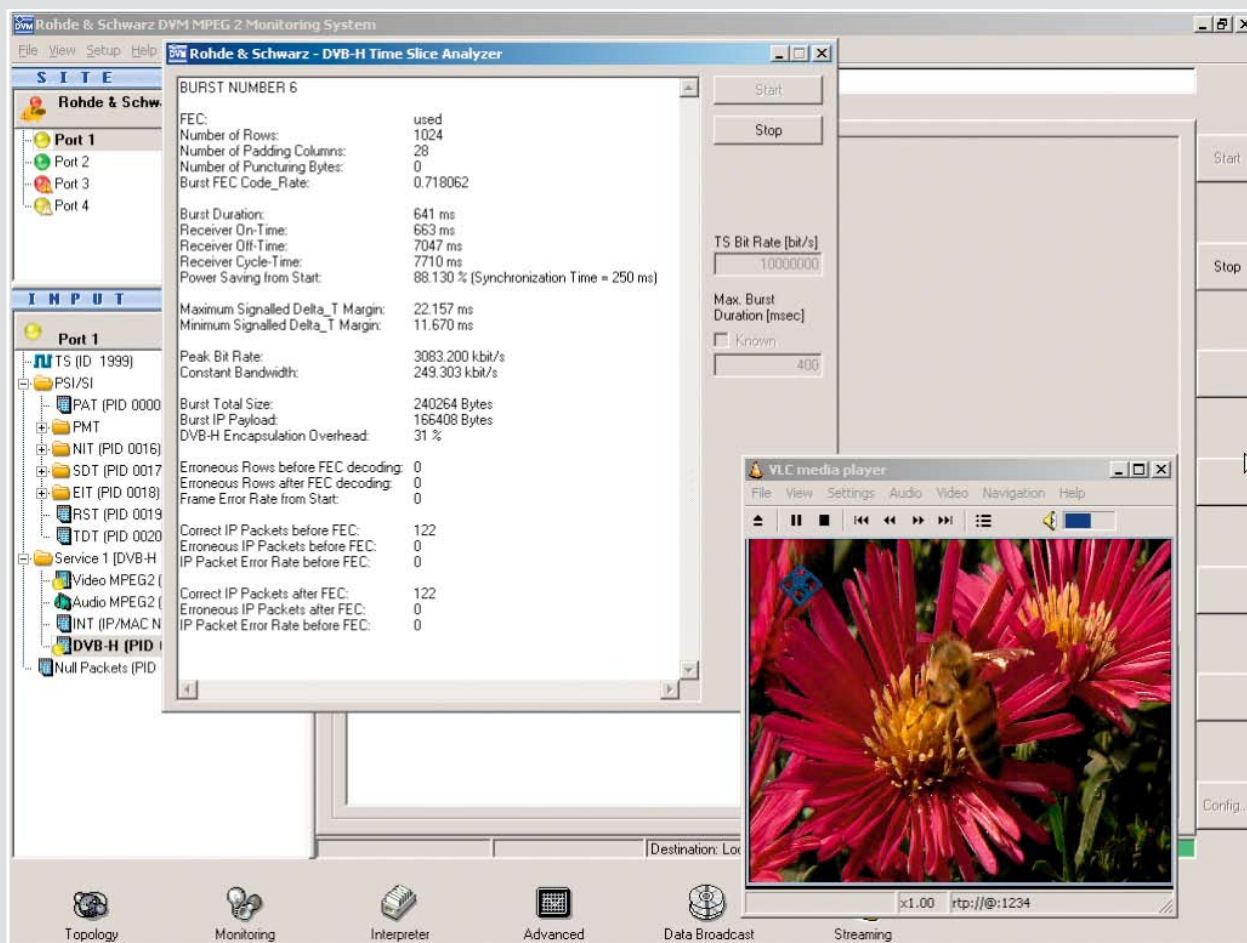 Rohde & Schwarz DVM MPEG 2 Monitoring System
File View Setup Help
SITE
Rohde & Schw
Port 1
Port 2
Port 3
Port 4
INPUT
Port 1
TS (ID 1999)
PSI/SI
PAT (PID 0000
PMT
NIT (PID 0016)
SDT (PID 0017
EIT (PID 0018)
RST (PID 0019
TDT (PID 0020
Service 1 [DVB-H
Video MPEG2 (
Audio MPEG2 (
INT (IP/MAC N
DVB-H (PID
Null Packets (PID
Rohde & Schwarz - DVB-H Time Slice Analyzer
BURST NUMBER 6
FEC: used
Number of Rows: 1024
Number of Padding Columns: 28
Number of Puncturing Bytes: 0
Burst FEC Code_Rate: 0.718062
Burst Duration: 641 ms
Receiver On-Time: 663 ms
Receiver Off-Time: 7047 ms
Receiver Cycle-Time: 7710 ms
Power Saving from Start: 88.130 % (Synchronization Time = 250 ms)
Maximum Signalled Delta_T Margin: 22.157 ms
Minimum Signalled Delta_T Margin: 11.670 ms
Peak Bit Rate: 3083.200 kbit/s
Constant Bandwidth: 249.303 kbit/s
Burst Total Size: 240264 Bytes
Burst IP Payload: 166408 Bytes
DVB-H Encapsulation Overhead: 31 %
Erroneous Rows before FEC decoding: 0
Erroneous Rows after FEC decoding: 0
Frame Error Rate from Start: 0
Correct IP Packets before FEC: 122
Erroneous IP Packets before FEC: 0
IP Packet Error Rate before FEC: 0
Correct IP Packets after FEC: 122
Erroneous IP Packets after FEC: 0
IP Packet Error Rate before FEC: 0
Start
Stop
TS Bit Rate [bit/s]
10000000
Max. Burst
Duration [msec]
Known
400
Start
Stop
Config..
VLC media player
File View Settings Audio Video Navigation Help
x1.00 rtp://@:1234
Destination: Loc
Topology
Monitoring
Interpreter
Advanced
Data Broadcast
Streaming